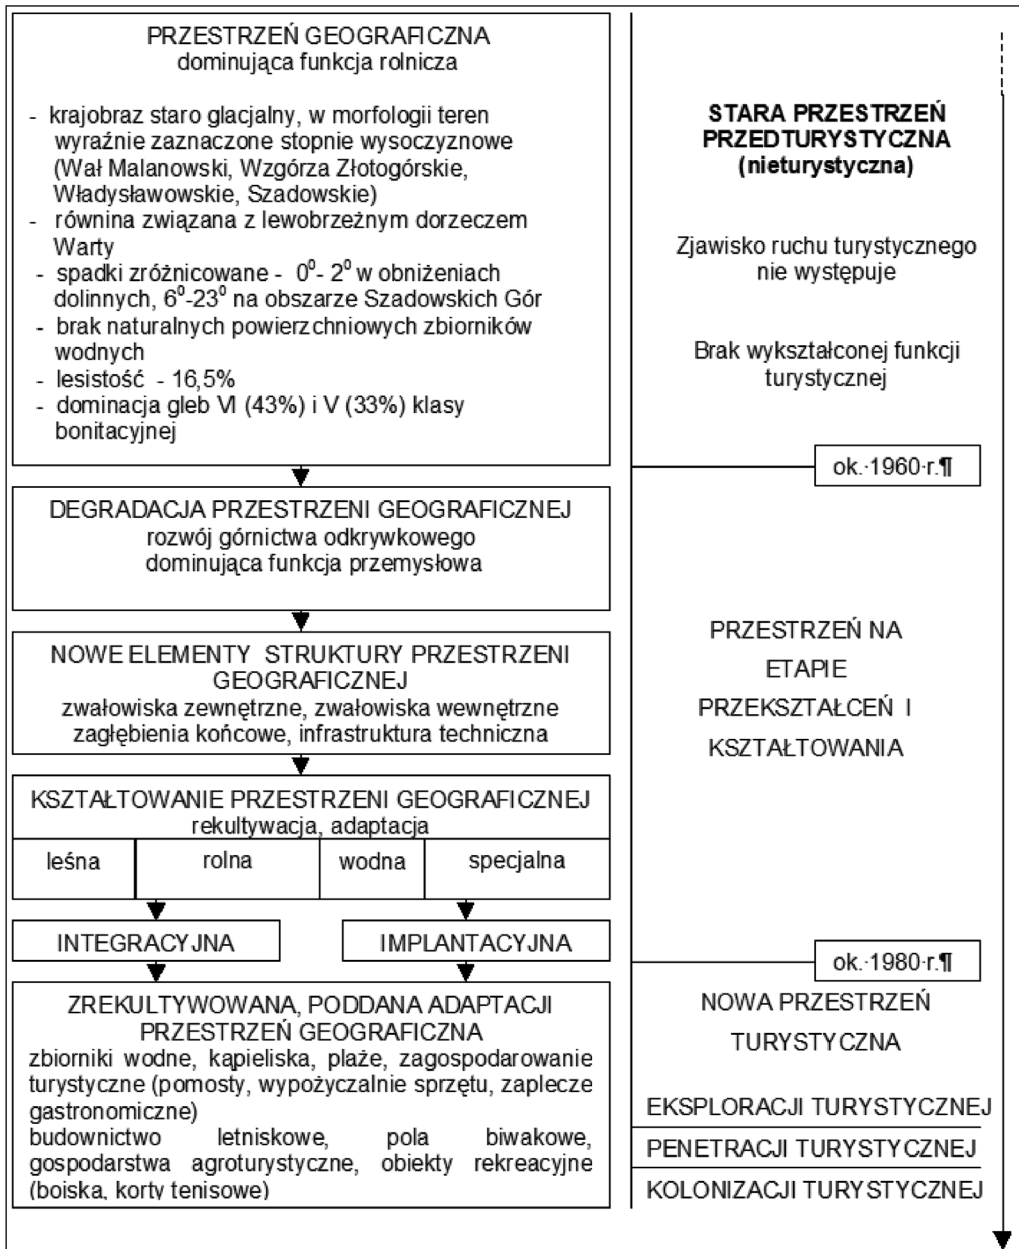 PRZESTRZEŃ GEOGRAFICZNA
dominująca funkcja rolnicza
- krajobraz staro glacjalny, w morfologii teren
wyraźnie zaznaczone stopnie wysoczyznowe
(Wał Malanowski, Wzgórza Złotogórskie,
Władysławowskie, Szadowskie)
- równina związana z lewobrzeżnym dorzeczem
Warty
- spadki zróżnicowane - 0⁰- 2⁰ w obniżeniach
dolinnych, 6⁰-23⁰ na obszarze Szadowskich Gór
- brak naturalnych powierzchniowych zbiorników
wodnych
- lesistość - 16,5%
- dominacja gleb VI (43%) i V (33%) klasy
bonitacyjnej
STARA PRZESTRZEŃ
PRZEDTURYSTYCZNA
(nieturystyczna)
Zjawisko ruchu turystycznego
nie występuje
Brak wykształconej funkcji
turystycznej
ok.·1960·r.¶
DEGRADACJA PRZESTRZENI GEOGRAFICZNEJ
rozwój górnictwa odkrywkowego
dominująca funkcja przemysłowa
NOWE ELEMENTY STRUKTURY PRZESTRZENI
GEOGRAFICZNEJ
zwałowiska zewnętrzne, zwałowiska wewnętrzne
zagłębienia końcowe, infrastruktura techniczna
PRZESTRZEŃ NA
ETAPIE
PRZEKSZTAŁCEŃ I
KSZTAŁTOWANIA
KSZTAŁTOWANIE PRZESTRZENI GEOGRAFICZNEJ
rekultywacja, adaptacja
leśna
rolna
wodna
specjalna
INTEGRACYJNA
IMPLANTACYJNA
ok.·1980·r.¶
ZREKULTYWOWANA, PODDANA ADAPTACJI
PRZESTRZEŃ GEOGRAFICZNA
zbiorniki wodne, kąpieliska, plaże, zagospodarowanie
turystyczne (pomosty, wypożyczalnie sprzętu, zaplecze
gastronomiczne)
budownictwo letniskowe, pola biwakowe,
gospodarstwa agroturystyczne, obiekty rekreacyjne
(boiska, korty tenisowe)
NOWA PRZESTRZEŃ
TURYSTYCZNA
EKSPLORACJI TURYSTYCZNEJ
PENETRACJI TURYSTYCZNEJ
KOLONIZACJI TURYSTYCZNEJ